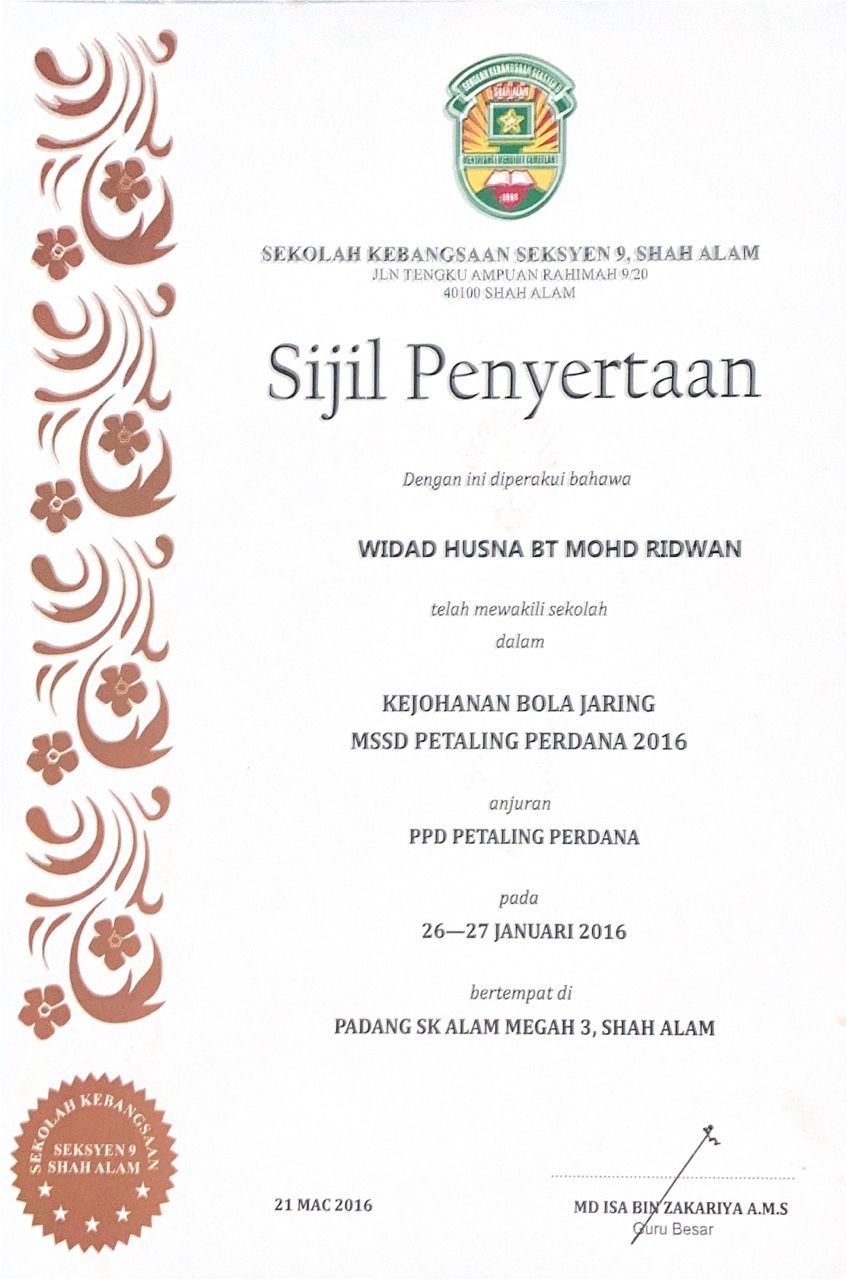 SEKOLAH KEBANGSAAN SEKSYEN 9
SHAH ALAM
1986
SEKOLAH KEBANGSAAN SEKSYEN 9, SHAH ALAM
JLN TENGKU AMPUAN RAHIMAH 9/20
40100 SHAH ALAM
Sijil Penyertaan
Dengan ini diperakui bahawa
WIDAD HUSNA BT MOHD RIDWAN
telah mewakili sekolah
dalam
KEJOHANAN BOLA JARING
MSSD PETALING PERDANA 2016
anjuran
PPD PETALING PERDANA
pada
26—27 JANUARI 2016
bertempat di
PADANG SK ALAM MEGAH 3, SHAH ALAM
SEKOLAH KEBANGSAAN
SEKSYEN 9
SHAH ALAM
21 MAC 2016
MD ISA BIN ZAKARIYA A.M.S
Guru Besar